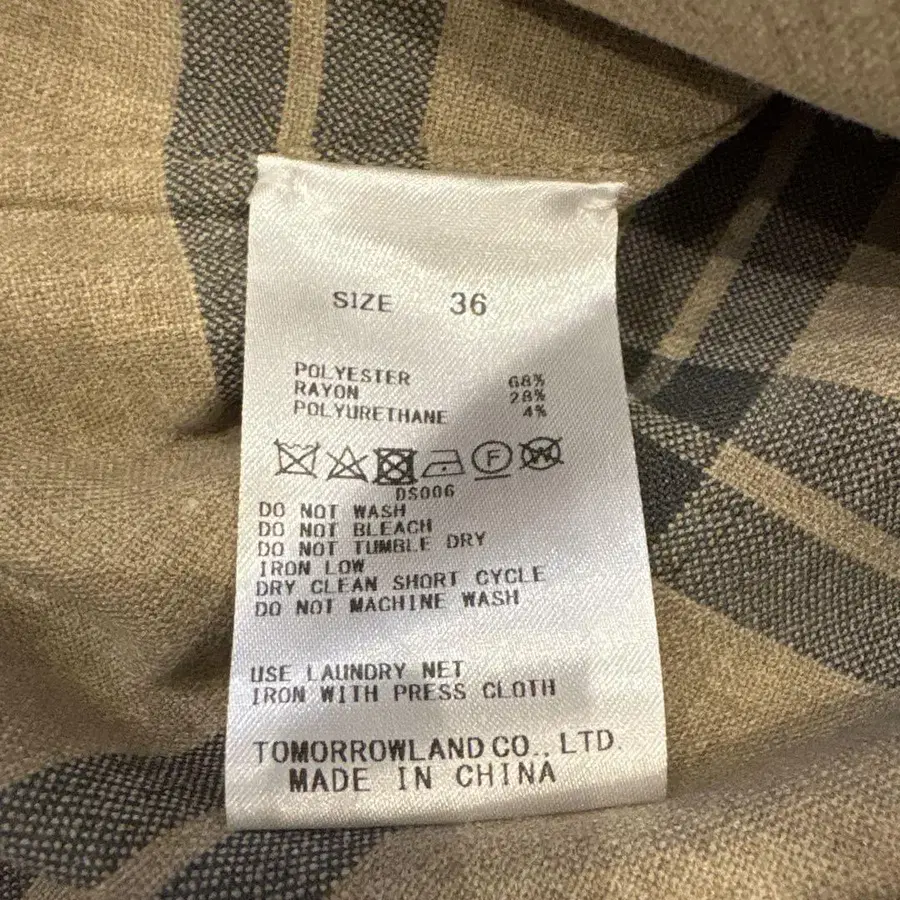 SIZE 36
POLYESTER 68%
RAYON 28%
POLYURETHANE 4%
F W
DS006
DO NOT WASH
DO NOT BLEACH
DO NOT TUMBLE DRY
IRON LOW
DRY CLEAN SHORT CYCLE
DO NOT MACHINE WASH
USE LAUNDRY NET
IRON WITH PRESS CLOTH
TOMORROWLAND CO., LTD.
MADE IN CHINA